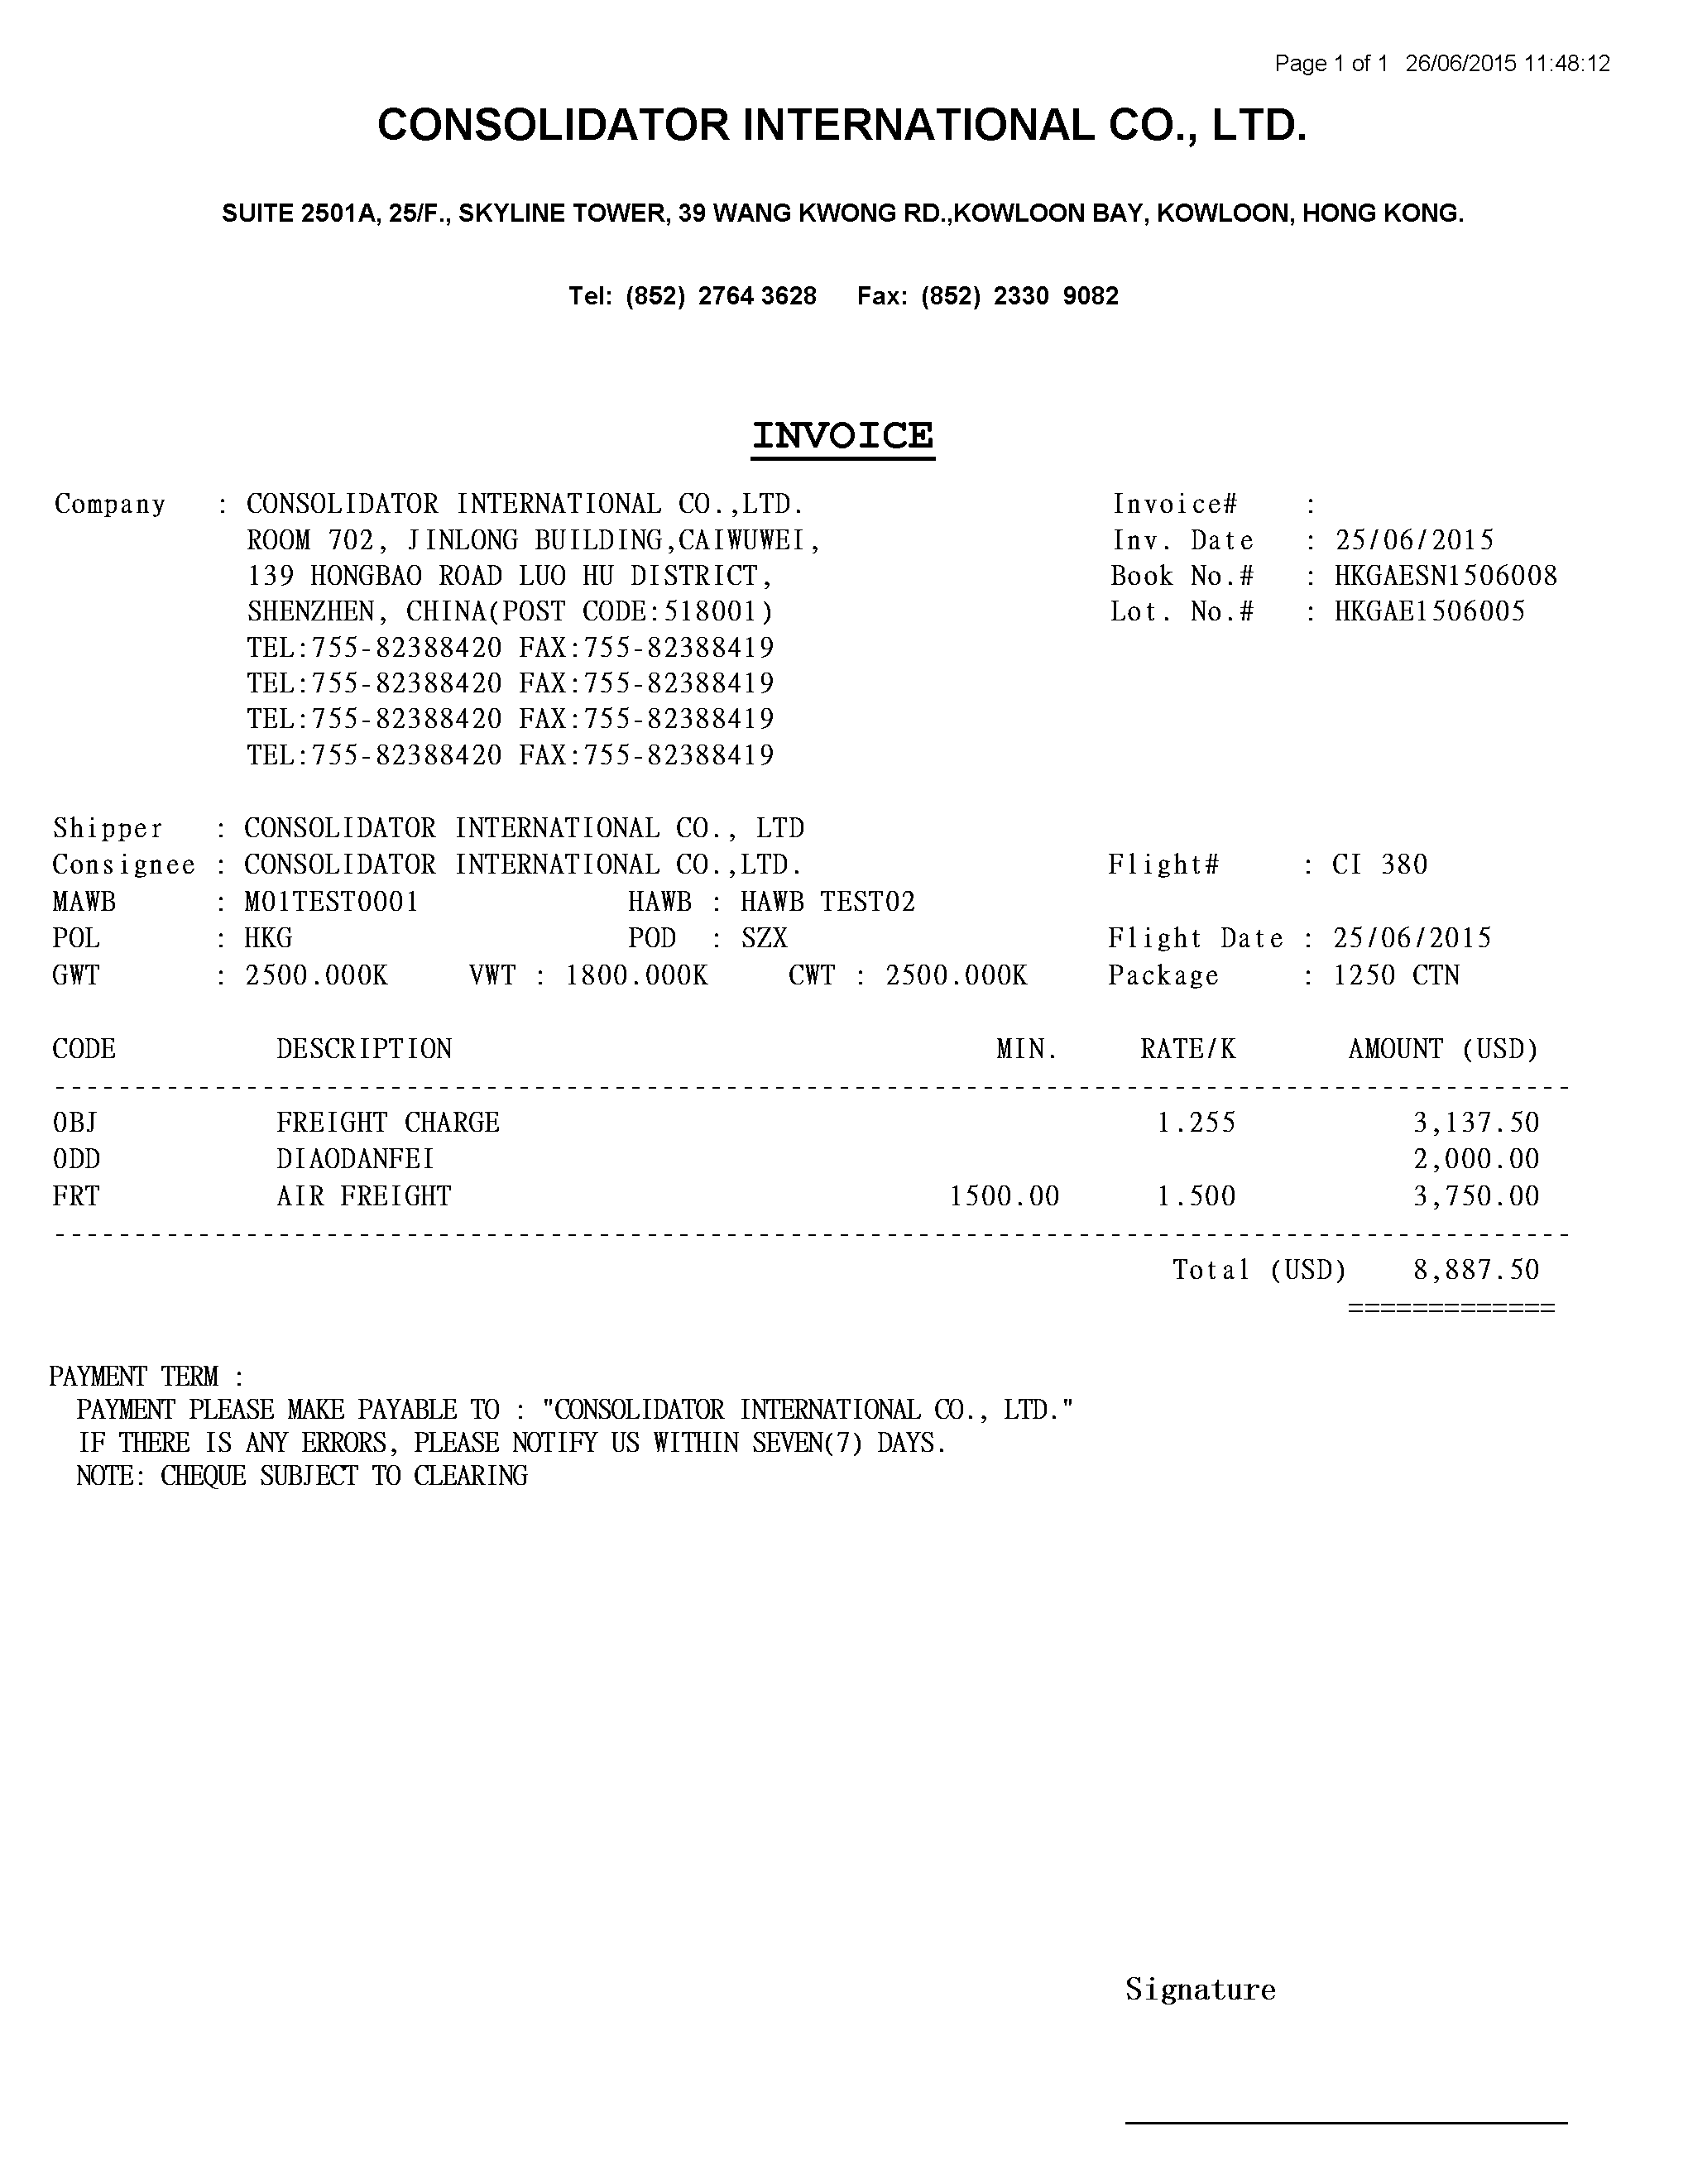 Page 1 of 1 26/06/2015 11:48:12
CONSOLIDATOR INTERNATIONAL CO., LTD.
SUITE 2501A, 25/F., SKYLINE TOWER, 39 WANG KWONG RD.,KOWLOON BAY, KOWLOON, HONG KONG.
Tel: (852) 2764 3628 Fax: (852) 2330 9082
INVOICE
Company : CONSOLIDATOR INTERNATIONAL CO.,LTD. Invoice# :
ROOM 702, JINLONG BUILDING,CAIWUWEI, Inv. Date : 25/06/2015
139 HONGBAO ROAD LUO HU DISTRICT, Book No.# : HKGAESN1506008
SHENZHEN, CHINA(POST CODE:518001) Lot. No.# : HKGAE1506005
TEL:755-82388420 FAX:755-82388419
TEL:755-82388420 FAX:755-82388419
TEL:755-82388420 FAX:755-82388419
TEL:755-82388420 FAX:755-82388419
Shipper : CONSOLIDATOR INTERNATIONAL CO., LTD
Consignee : CONSOLIDATOR INTERNATIONAL CO.,LTD. Flight# : CI 380
MAWB : M01TEST0001 HAWB : HAWB TEST02
POL : HKG POD : SZX Flight Date : 25/06/2015
GWT : 2500.000K VWT : 1800.000K CWT : 2500.000K Package : 1250 CTN
CODE DESCRIPTION MIN. RATE/K AMOUNT (USD)
OBJ FREIGHT CHARGE 1.255 3,137.50
ODD DIAODANFEI 2,000.00
FRT AIR FREIGHT 1500.00 1.500 3,750.00
Total (USD) 8,887.50
=============
PAYMENT TERM :
PAYMENT PLEASE MAKE PAYABLE TO : "CONSOLIDATOR INTERNATIONAL CO., LTD."
IF THERE IS ANY ERRORS, PLEASE NOTIFY US WITHIN SEVEN(7) DAYS.
NOTE: CHEQUE SUBJECT TO CLEARING
Signature